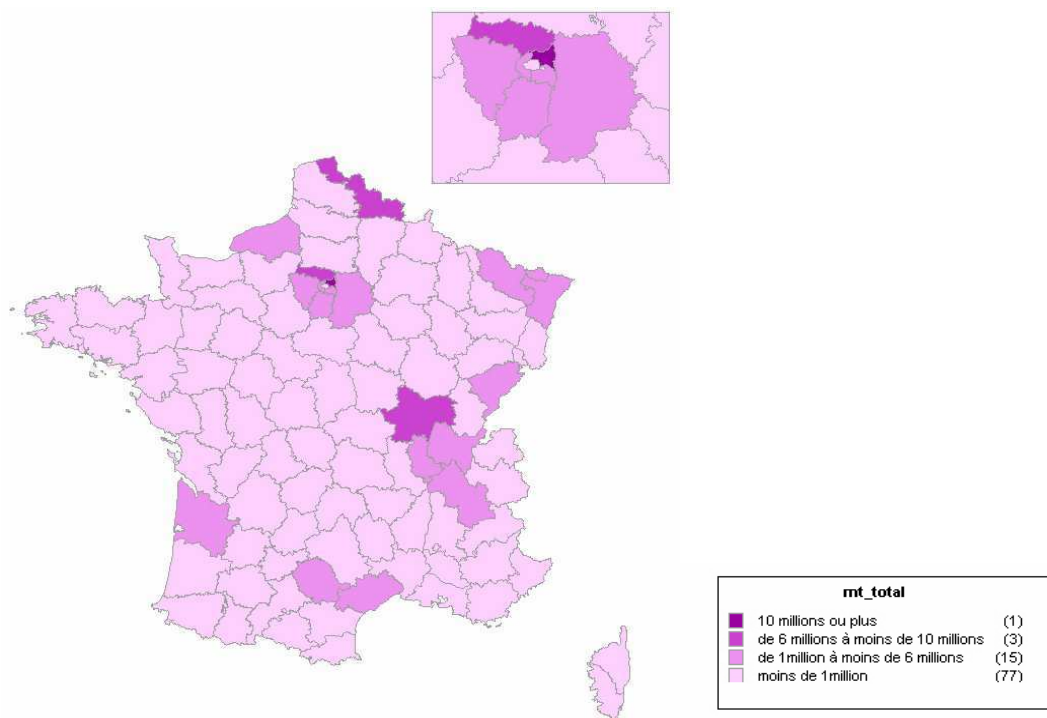 rnt_total
10 millions ou plus (1)
de 6 millions à moins de 10 millions (3)
de 1million à moins de 6 millions (15)
moins de 1million (77)